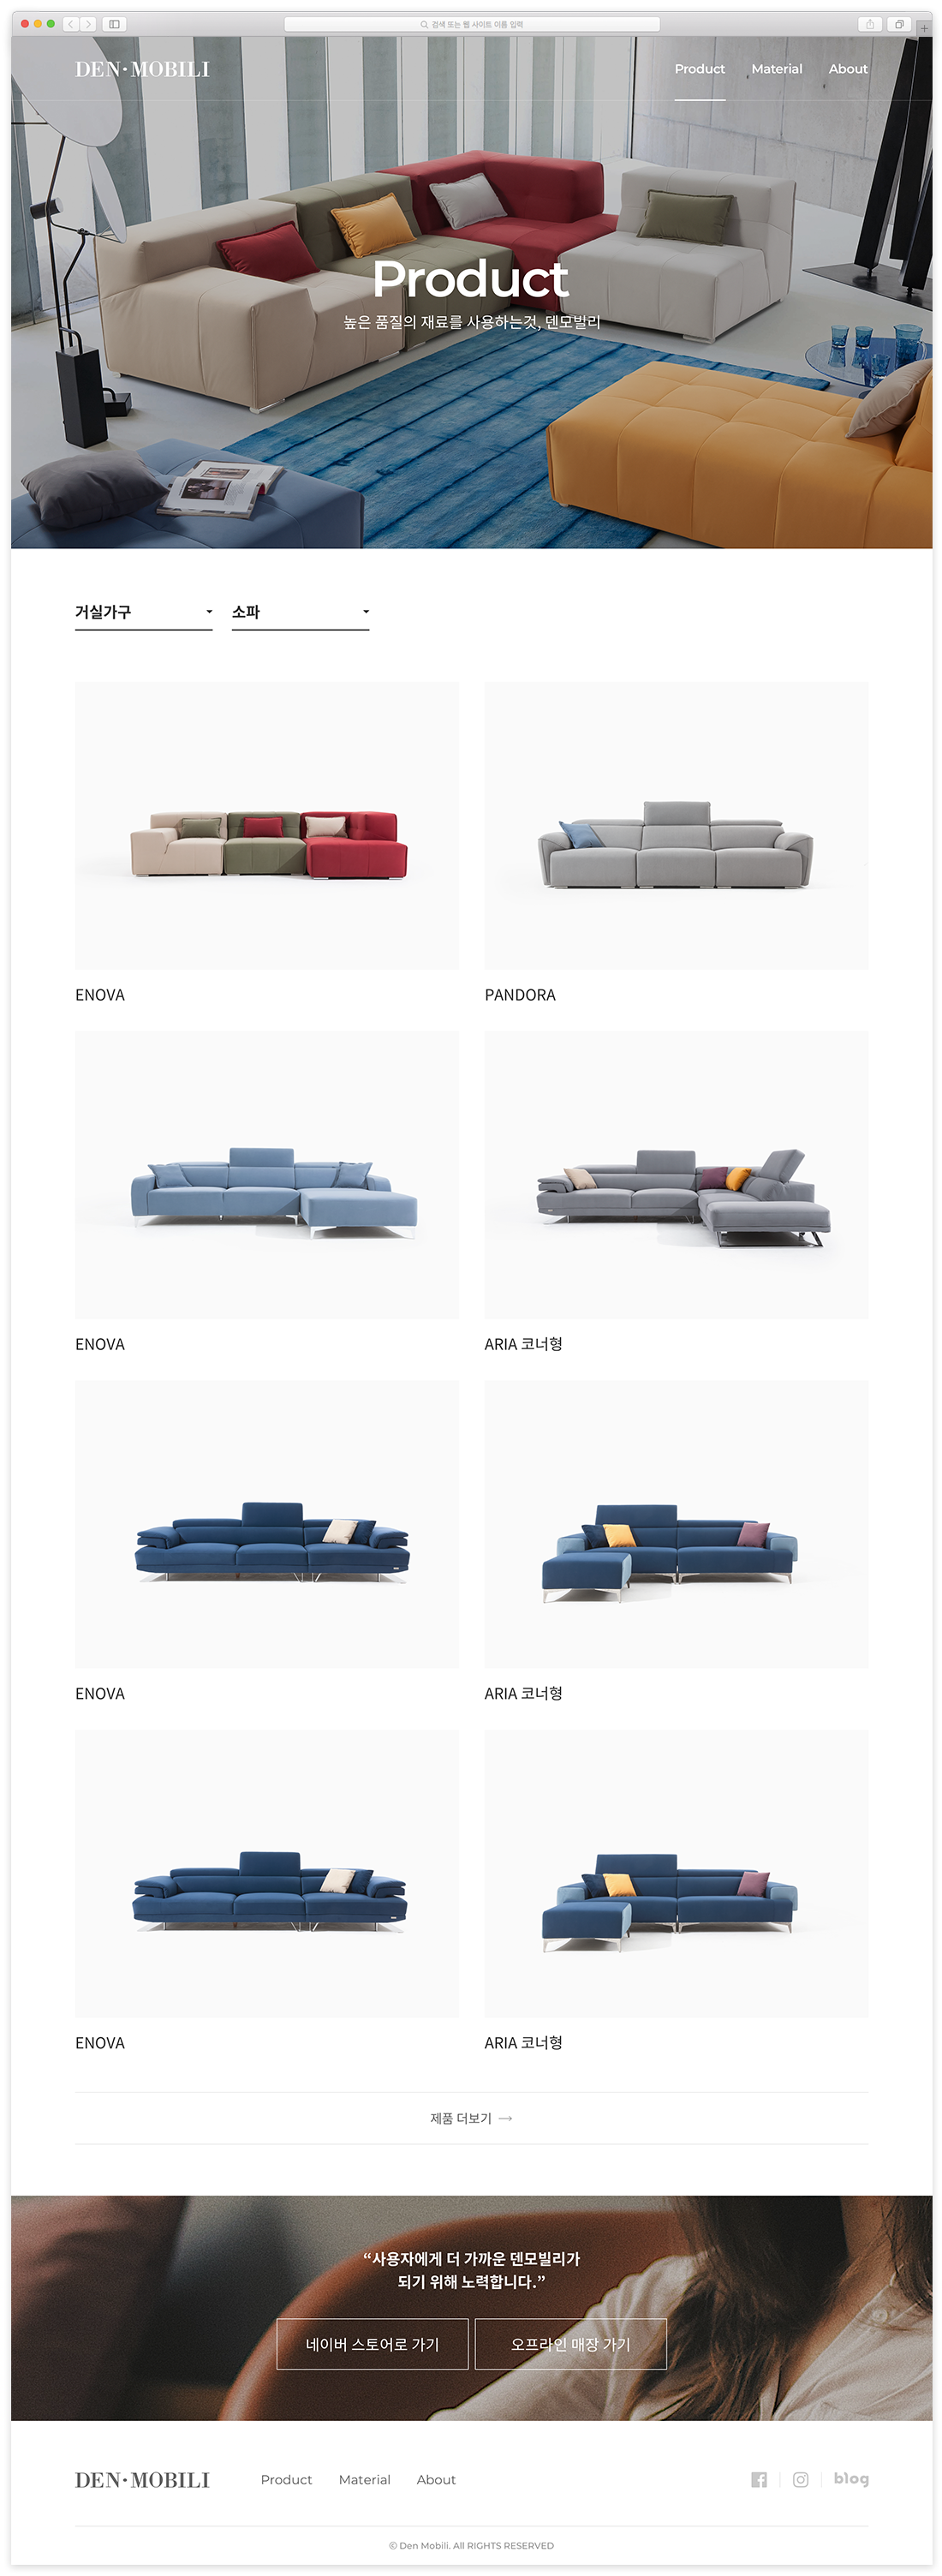 검색 또는 웹 사이트 이름 입력
DEN·MOBILI
Product Material About
Product
높은 품질의 재료를 사용하는것, 덴모빌리
거실가구 소파
ENOVA
PANDORA
ENOVA
ARIA 코너형
ENOVA
ARIA 코너형
ENOVA
ARIA 코너형
제품 더보기 →
“사용자에게 더 가까운 덴모빌리가
되기 위해 노력합니다.”
네이버 스토어로 가기
오프라인 매장 가기
DEN·MOBILI
Product Material About
blog
© Den Mobili. All RIGHTS RESERVED